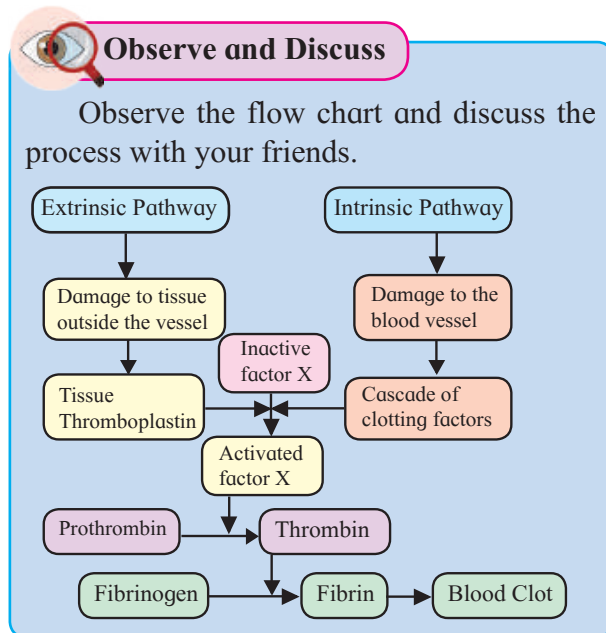 Observe and Discuss
Observe the flow chart and discuss the
process with your friends.
Extrinsic Pathway
Intrinsic Pathway
Damage to tissue
outside the vessel
Damage to the
blood vessel
Inactive
factor X
Tissue
Thromboplastin
Cascade of
clotting factors
Activated
factor X
Prothrombin
Thrombin
Fibrinogen
Fibrin
Blood Clot